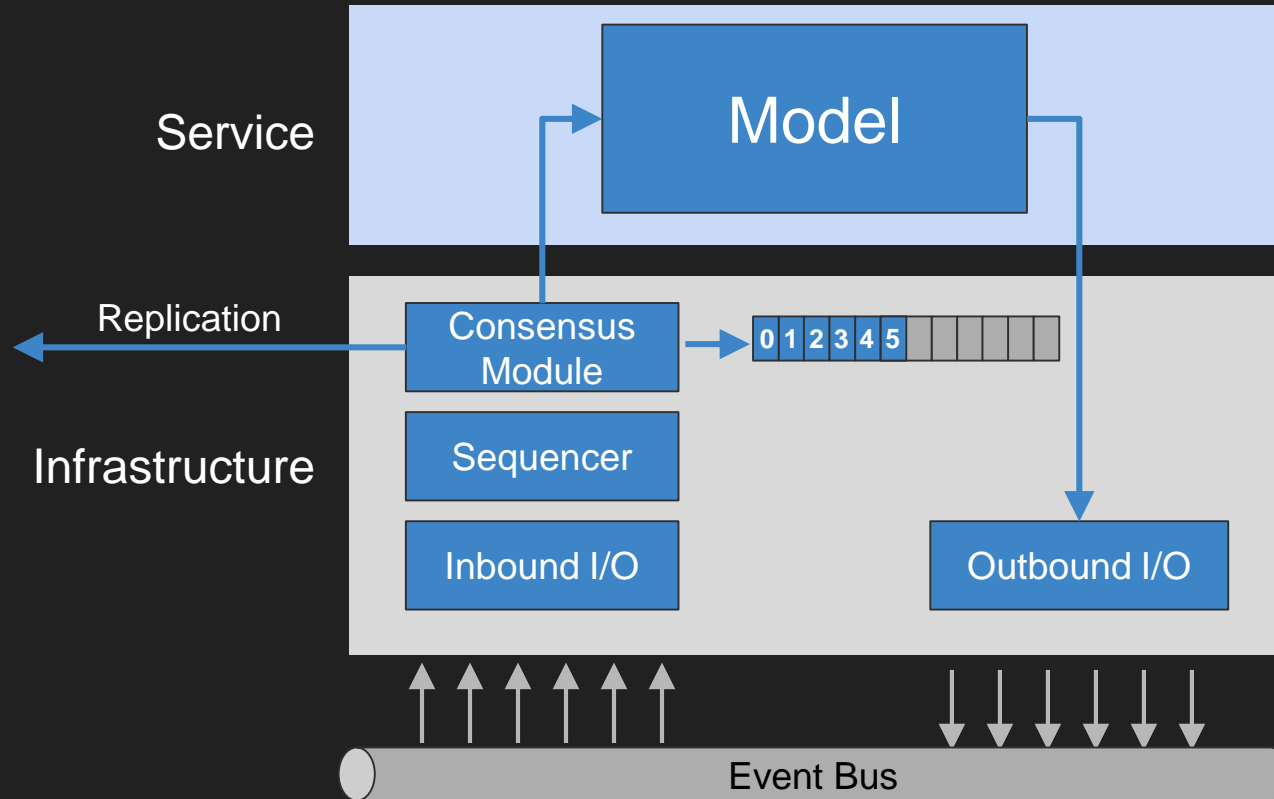 Service
Model
Replication
Consensus
Module
0 1 2 3 4 5
Infrastructure
Sequencer
Inbound I/O
Outbound I/O
Event Bus